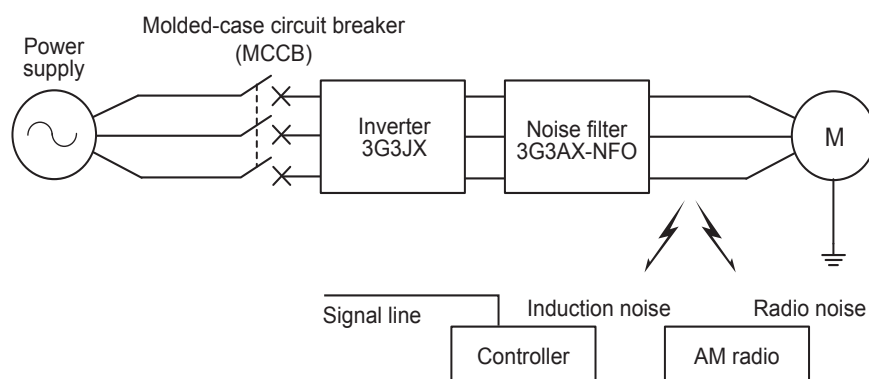 Molded-case circuit breaker
(MCCB)
Power
supply
Inverter
3G3JX
Noise filter
3G3AX-NFO
M
Signal line
Induction noise
Radio noise
Controller
AM radio